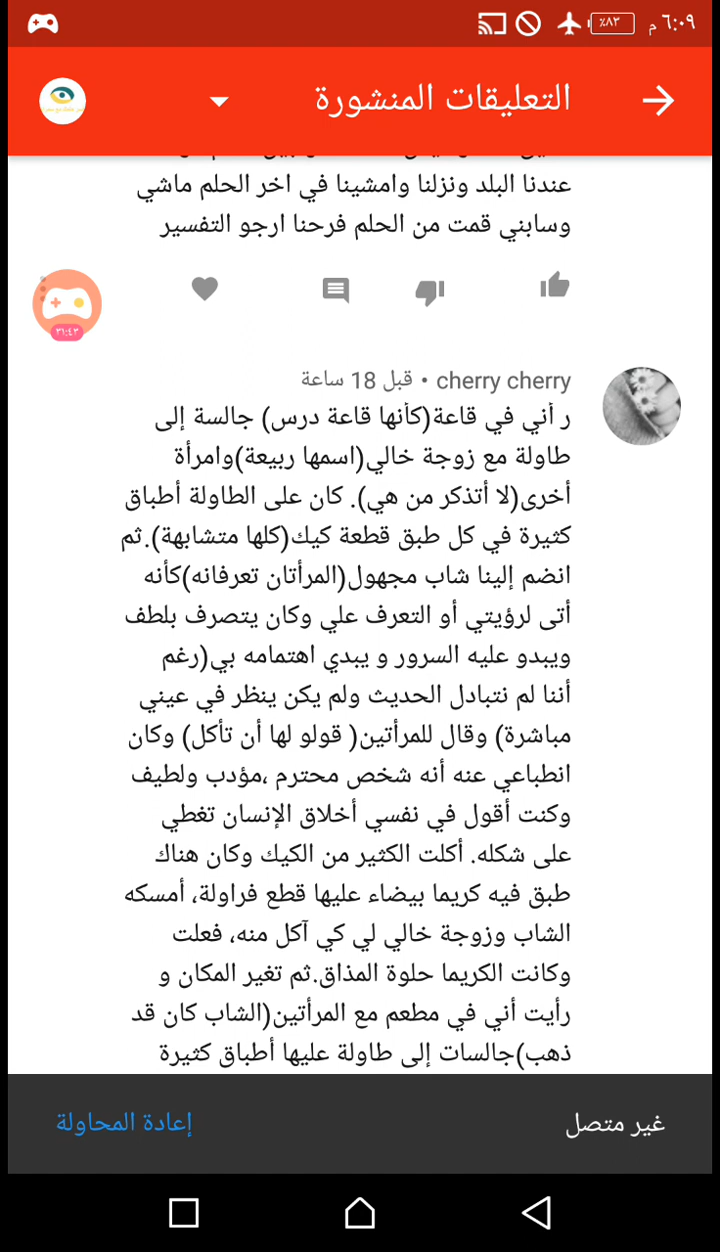 ٪٨٣
٦:٠٩ م
التعليقات المنشورة
عندنا البلد ونزلنا وامشينا في اخر الحلم ماشي
وسابني قمت من الحلم فرحنا ارجو التفسير
٣١:٤٣
cherry cherry • قبل 18 ساعة
ر أني في قاعة(كأنها قاعة درس) جالسة إلى
طاولة مع زوجة خالي(اسمها ربيعة)وامرأة
أخرى(لا أتذكر من هي). كان على الطاولة أطباق
كثيرة في كل طبق قطعة كيك(كلها متشابهة).ثم
انضم إلينا شاب مجهول(المرأتان تعرفانه)كأنه
أتى لرؤيتي أو التعرف علي وكان يتصرف بلطف
ويبدو عليه السرور و يبدي اهتمامه بي(رغم
أننا لم نتبادل الحديث ولم يكن ينظر في عيني
مباشرة) وقال للمرأتين( قولو لها أن تأكل) وكان
انطباعي عنه أنه شخص محترم ،مؤدب ولطيف
وكنت أقول في نفسي أخلاق الإنسان تغطي
على شكله. أكلت الكثير من الكيك وكان هناك
طبق فيه كريما بيضاء عليها قطع فراولة، أمسكه
الشاب وزوجة خالي لي كي آكل منه، فعلت
وكانت الكريما حلوة المذاق.ثم تغير المكان و
رأيت أني في مطعم مع المرأتين(الشاب كان قد
ذهب)جالسات إلى طاولة عليها أطباق كثيرة
غير متصل
إعادة المحاولة